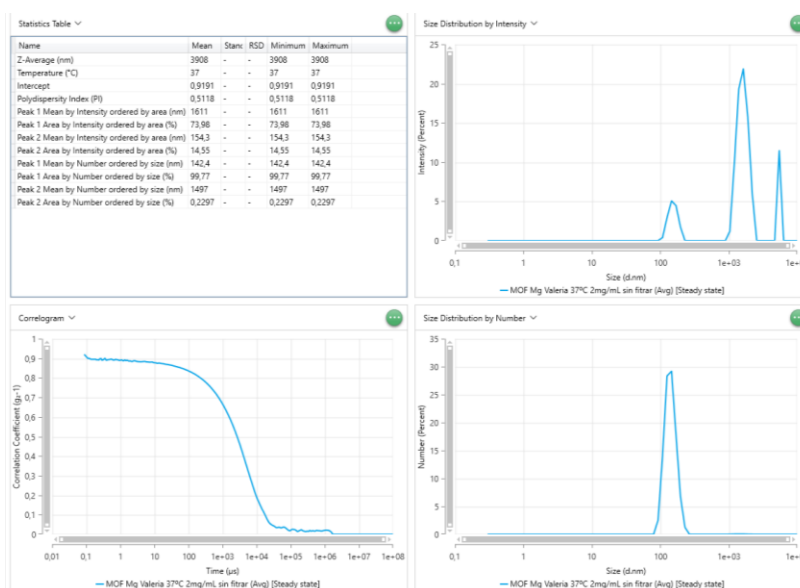 Statistics Table
Name Mean Stanc RSD Minimum Maximum
Z-Average (nm) 3908 - - 3908 3908
Temperature (°C) 37 - - 37 37
Intercept 0,9191 - - 0,9191 0,9191
Polydispersity Index (PI) 0,5118 - - 0,5118 0,5118
Peak 1 Mean by Intensity ordered by area (nm) 1611 - - 1611 1611
Peak 1 Area by Intensity ordered by area (%) 73,98 - - 73,98 73,98
Peak 2 Mean by Intensity ordered by area (nm) 154,3 - - 154,3 154,3
Peak 2 Area by Intensity ordered by area (%) 14,55 - - 14,55 14,55
Peak 1 Mean by Number ordered by size (nm) 142,4 - - 142,4 142,4
Peak 1 Area by Number ordered by size (%) 99,77 - - 99,77 99,77
Peak 2 Mean by Number ordered by size (nm) 1497 - - 1497 1497
Peak 2 Area by Number ordered by size (%) 0,2297 - - 0,2297 0,2297
Size Distribution by Intensity
25
20
15
10
5
0
Intensity (Percent)
0,1 1 10 100 1e+03 1e+
Size (d.nm)
MOF Mg Valeria 37ºC 2mg/mL sin fitrar (Avg) [Steady state]
Correlogram
1
0,9
0,8
0,7
0,6
0,5
0,4
0,3
0,2
0,1
0
Correlation Coefficient (g₂-1)
0,01 0,1 1 10 100 1e+03 1e+04 1e+05 1e+06 1e+07 1e+08
Time (µs)
MOF Mg Valeria 37ºC 2mg/mL sin fitrar (Avg) [Steady state]
Size Distribution by Number
35
30
25
20
15
10
5
0
Number (Percent)
0,1 1 10 100 1e+03 1e+
Size (d.nm)
MOF Mg Valeria 37ºC 2mg/mL sin fitrar (Avg) [Steady state]